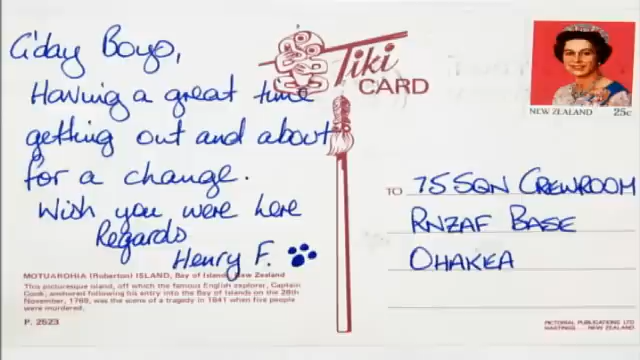 G'day Boyo,
Having a great time
getting out and about
for a change.
Wish you were here
Regards
Henry F.
MOTUAROHIA (Roberton) ISLAND, Bay of Islands, New Zealand
This picturesque island, off which the famous English explorer, Captain
Cook, anchored following his entry into the Bay of Islands on the 28th
November, 1769, was the scene of a tragedy in 1841 when five people
were murdered.
P. 2523
Tiki
CARD
NEW ZEALAND 25c
TO 75 SQN CREWROOM
RNZAF BASE
OHAKEA
PICTORIAL PUBLICATIONS LTD
HASTINGS NEW ZEALAND